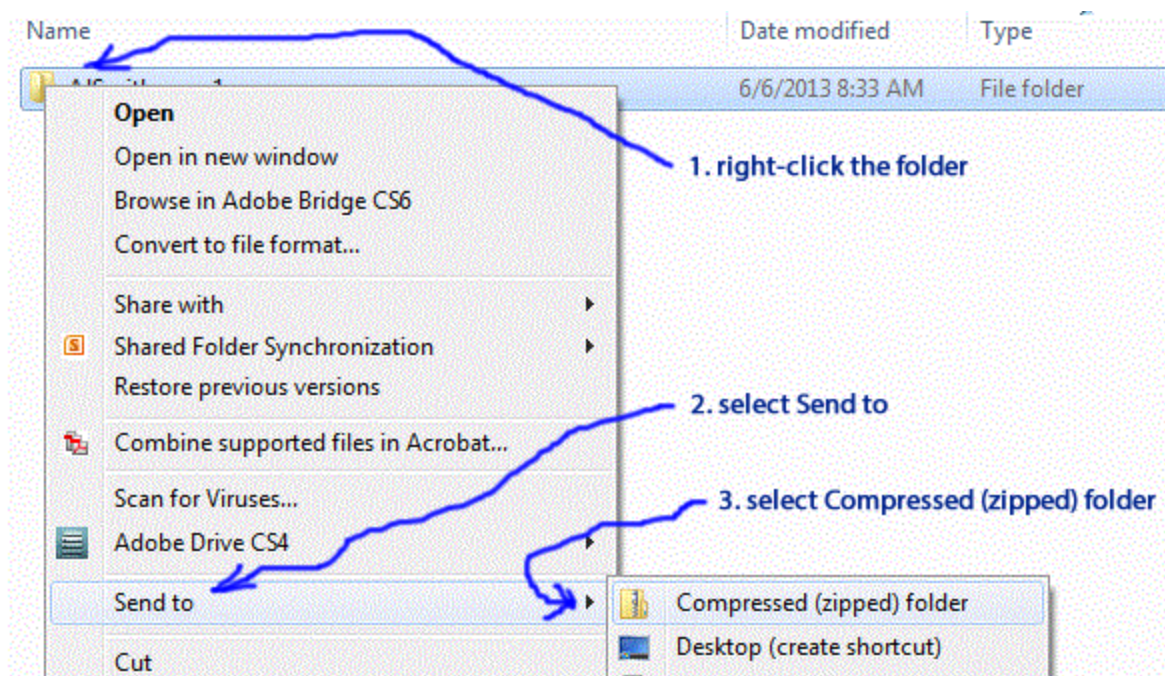 Name Date modified Type
6/6/2013 8:33 AM File folder
Open
Open in new window
1. right-click the folder
Browse in Adobe Bridge CS6
Convert to file format...
Share with
Shared Folder Synchronization
Restore previous versions
2. select Send to
Combine supported files in Acrobat...
Scan for Viruses...
3. select Compressed (zipped) folder
Adobe Drive CS4
Send to
Compressed (zipped) folder
Desktop (create shortcut)
Cut